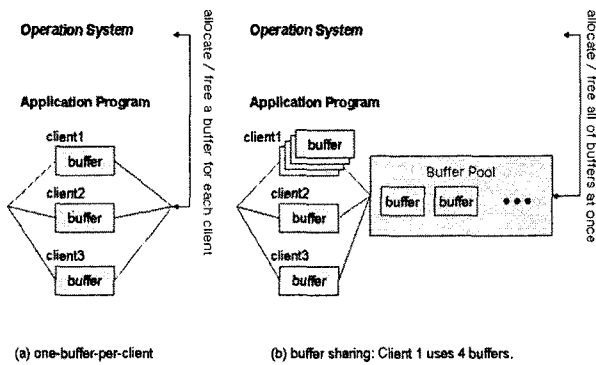 Operation System
Application Program
client1
buffer
client2
buffer
client3
buffer
allocate / free a buffer for each client
(a) one-buffer-per-client
Operation System
Application Program
client1
buffer
client2
buffer
client3
buffer
Buffer Pool
buffer
buffer
•••
allocate / free all of buffers at once
(b) buffer sharing: Client 1 uses 4 buffers.